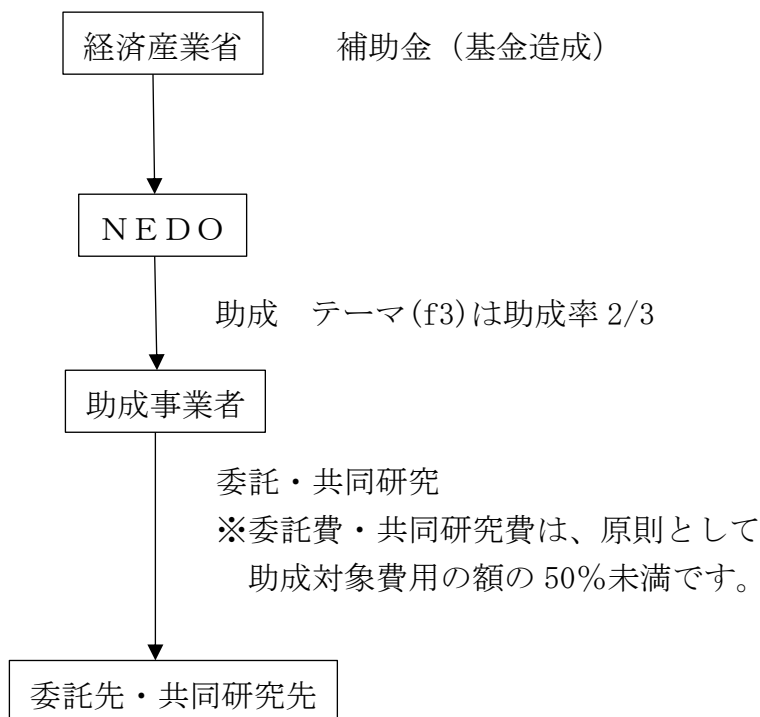 経済産業省
補助金（基金造成）
ＮＥＤＯ
助成　テーマ(f3)は助成率 2/3
助成事業者
委託・共同研究
※委託費・共同研究費は、原則として
助成対象費用の額の 50％未満です。
委託先・共同研究先